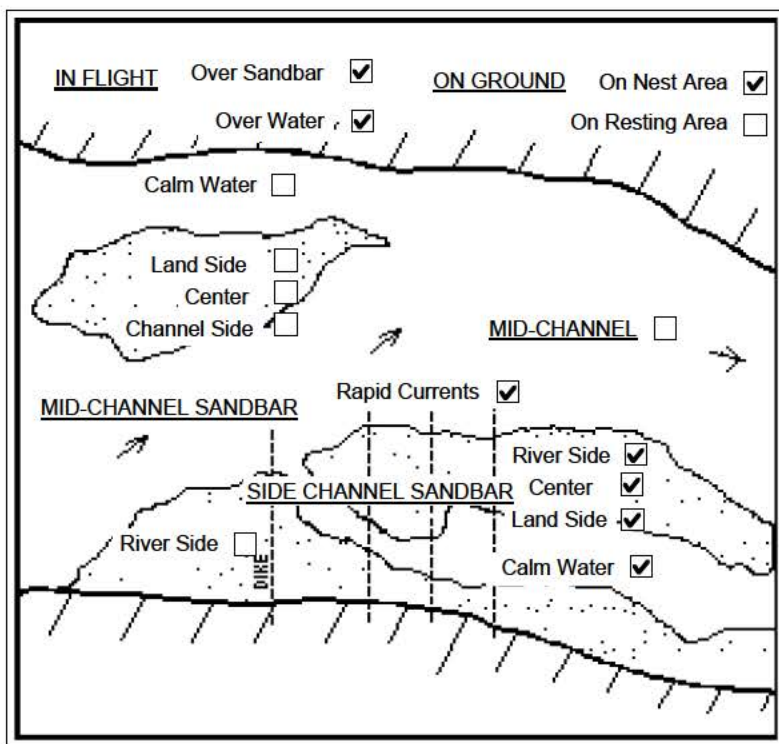 IN FLIGHT Over Sandbar ON GROUND On Nest Area
Over Water On Resting Area
Calm Water
Land Side
Center
Channel Side
MID-CHANNEL
Rapid Currents
MID-CHANNEL SANDBAR
River Side
SIDE CHANNEL SANDBAR Center
Land Side
River Side
DIKE
Calm Water